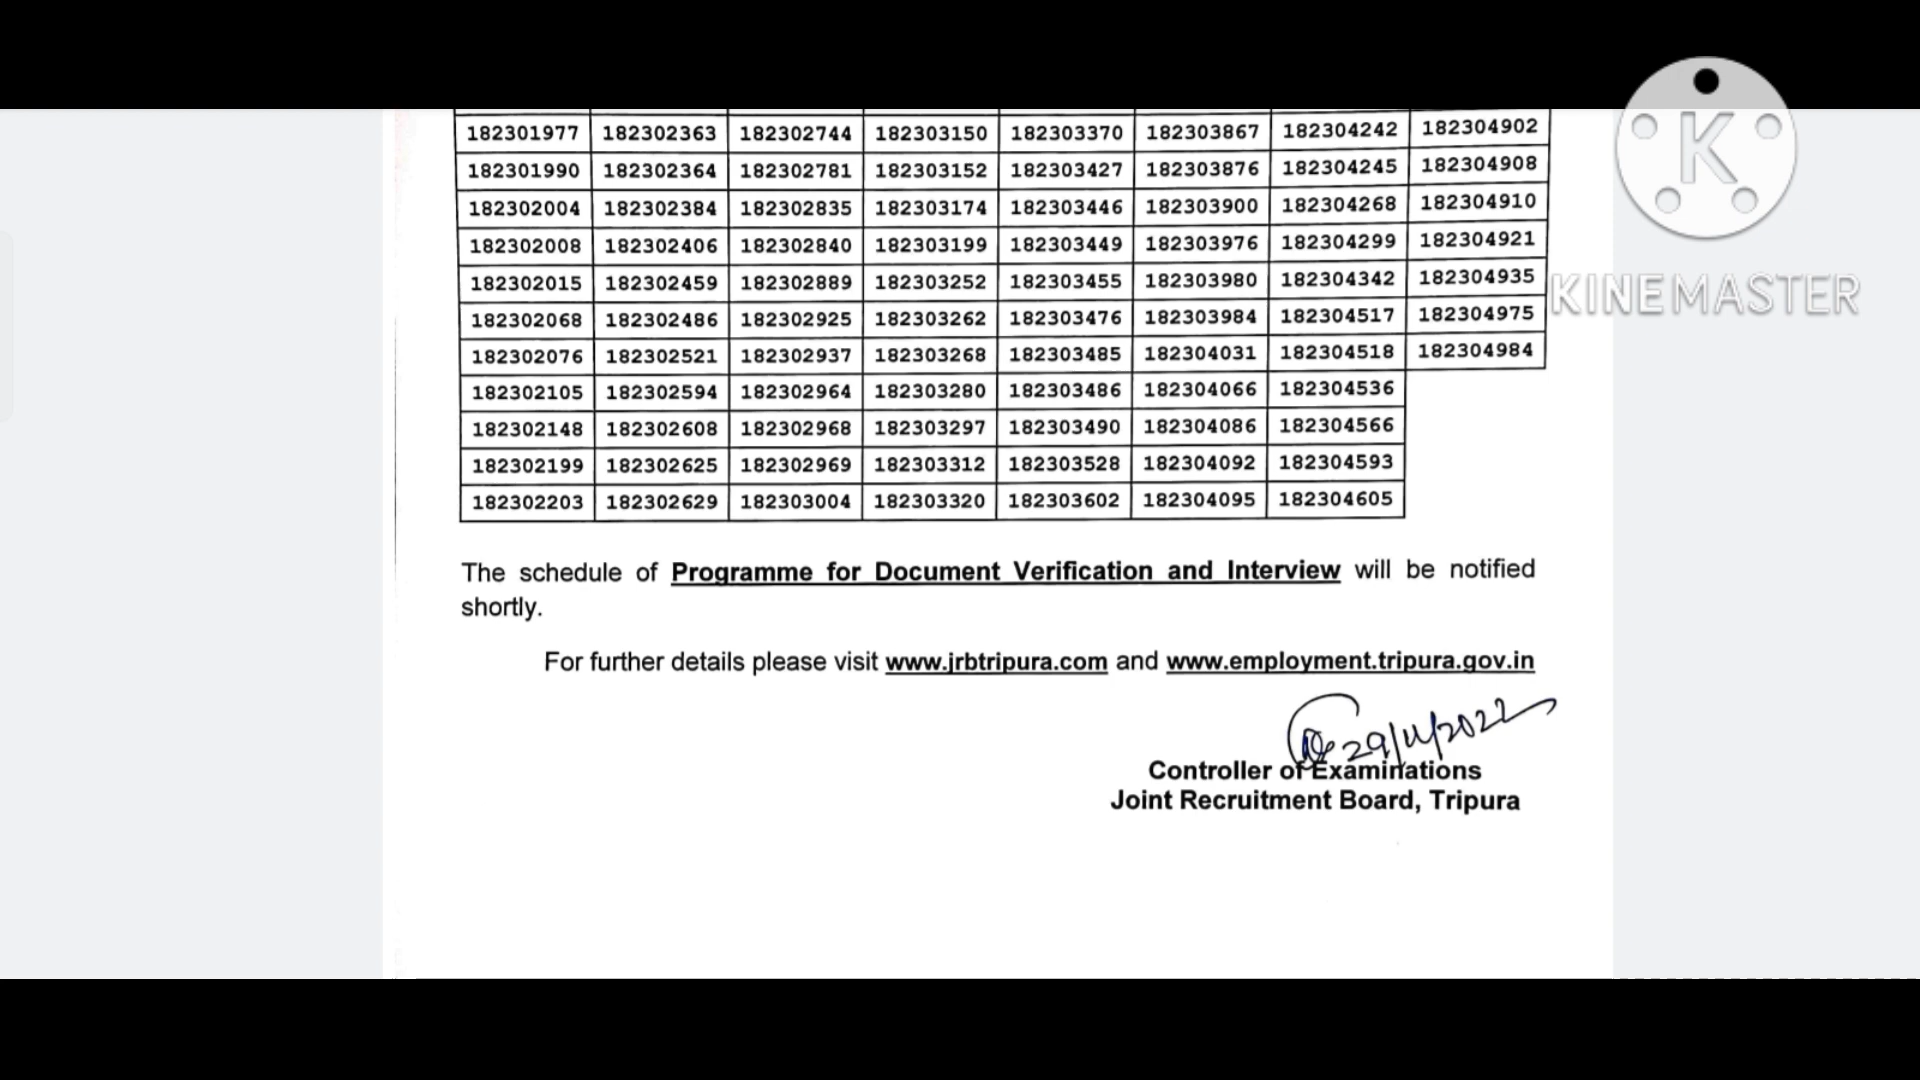 182301977 182302363 182302744 182303150 182303370 182303867 182304242 182304902
182301990 182302364 182302781 182303152 182303427 182303876 182304245 182304908
182302004 182302384 182302835 182303174 182303446 182303900 182304268 182304910
182302008 182302406 182302840 182303199 182303449 182303976 182304299 182304921
182302015 182302459 182302889 182303252 182303455 182303980 182304342 182304935
182302068 182302486 182302925 182303262 182303476 182303984 182304517 182304975
182302076 182302521 182302937 182303268 182303485 182304031 182304518 182304984
182302105 182302594 182302964 182303280 182303486 182304066 182304536
182302148 182302608 182302968 182303297 182303490 182304086 182304566
182302199 182302625 182302969 182303312 182303528 182304092 182304593
182302203 182302629 182303004 182303320 182303602 182304095 182304605
The schedule of Programme for Document Verification and Interview will be notified
shortly.
For further details please visit www.jrbtripura.com and www.employment.tripura.gov.in
29/11/2022
Controller of Examinations
Joint Recruitment Board, Tripura
K
KINEMASTER